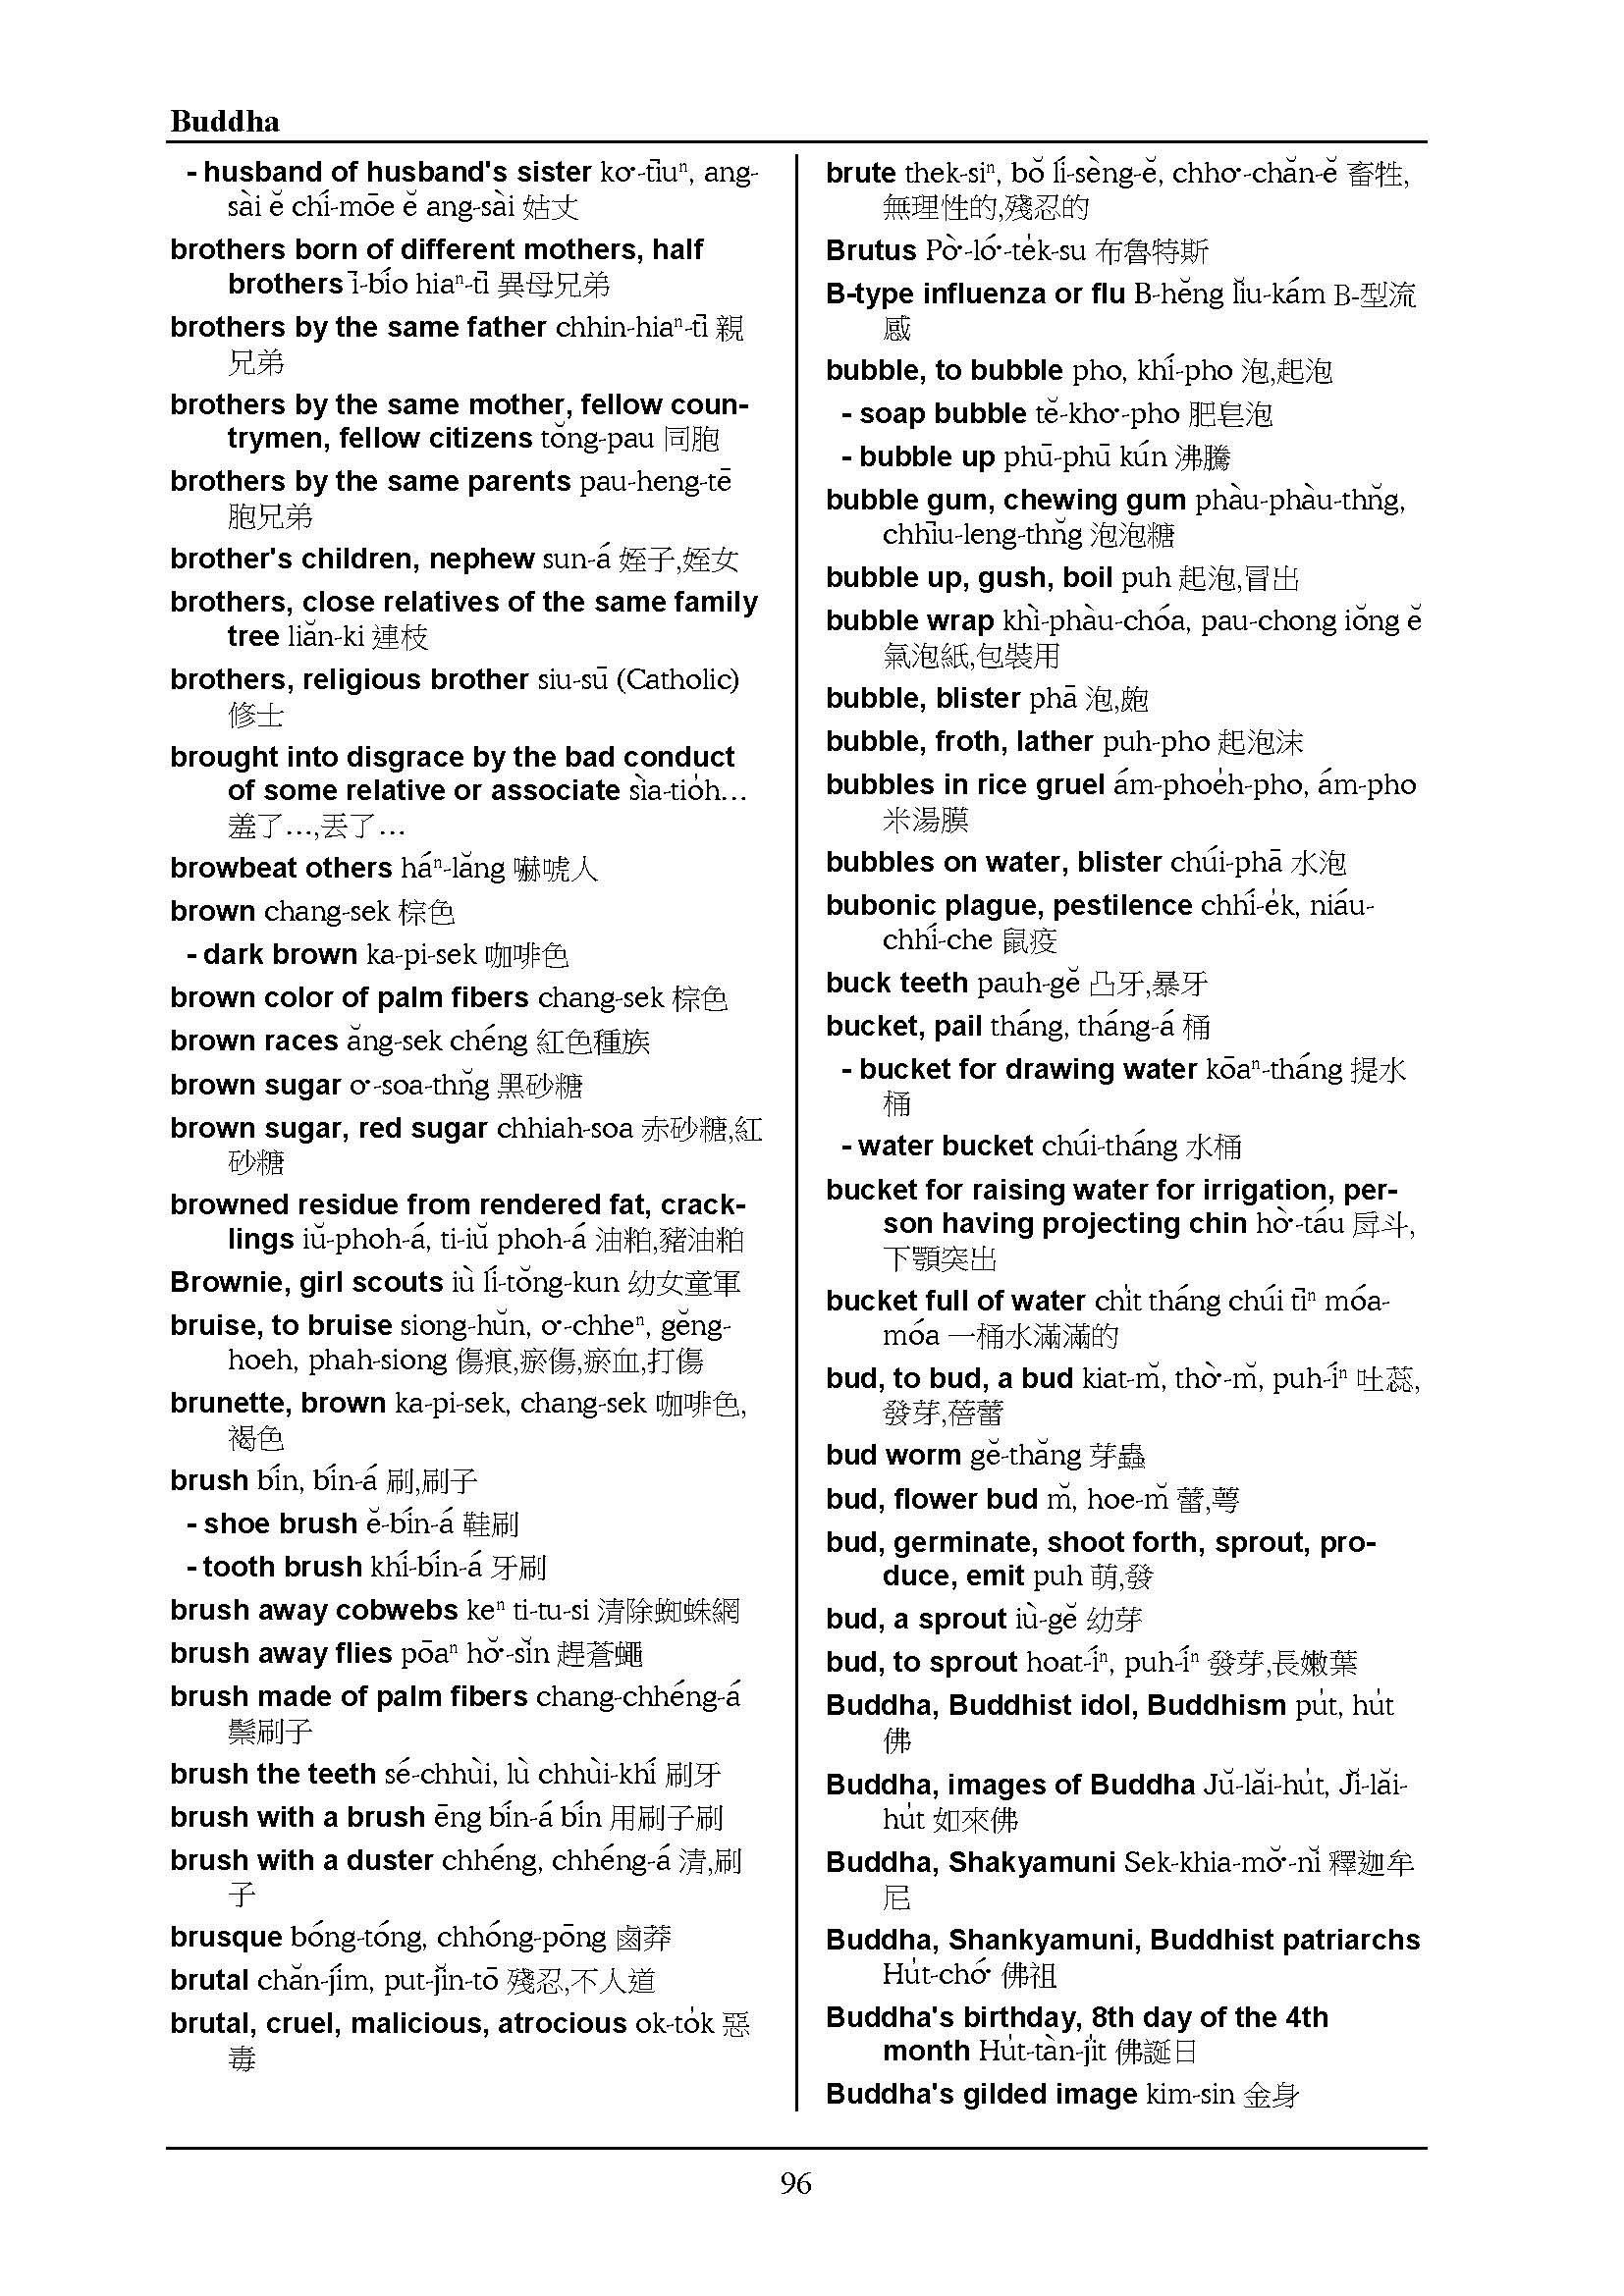 Buddha
- husband of husband's sister ko͘-tīuⁿ, ang-
sài ĕ chí-mōe ĕ ang-sài 姑丈
brothers born of different mothers, half
brothers ī-bío hiaⁿ-tī 異母兄弟
brothers by the same father chhin-hiaⁿ-tī 親
兄弟
brothers by the same mother, fellow coun-
trymen, fellow citizens tŏng-pau 同胞
brothers by the same parents pau-heng-tē
胞兄弟
brother's children, nephew sun-á 姪子,姪女
brothers, close relatives of the same family
tree liăn-ki 連枝
brothers, religious brother siu-sū (Catholic)
修士
brought into disgrace by the bad conduct
of some relative or associate sìa-tio̍h…
羞了…,丟了…
browbeat others háⁿ-lăng 嚇唬人
brown chang-sek 棕色
- dark brown ka-pi-sek 咖啡色
brown color of palm fibers chang-sek 棕色
brown races ăng-sek chéng 紅色種族
brown sugar o͘-soa-thn̆g 黑砂糖
brown sugar, red sugar chhiah-soa 赤砂糖,紅
砂糖
browned residue from rendered fat, crack-
lings iŭ-phoh-á, ti-iŭ phoh-á 油粕,豬油粕
Brownie, girl scouts iù lí-tŏng-kun 幼女童軍
bruise, to bruise siong-hŭn, o͘-chheⁿ, gĕng-
hoeh, phah-siong 傷痕,瘀傷,瘀血,打傷
brunette, brown ka-pi-sek, chang-sek 咖啡色,
褐色
brush bín, bín-á 刷,刷子
- shoe brush ĕ-bín-á 鞋刷
- tooth brush khí-bín-á 牙刷
brush away cobwebs keⁿ ti-tu-si 清除蜘蛛網
brush away flies pōaⁿ hŏ͘-sĭn 趕蒼蠅
brush made of palm fibers chang-chhéng-á
鬃刷子
brush the teeth sé-chhùi, lù chhùi-khí 刷牙
brush with a brush ēng bín-á bín 用刷子刷
brush with a duster chhéng, chhéng-á 清,刷
子
brusque bóng-tóng, chhóng-pōng 鹵莽
brutal chăn-jím, put-jĭn-tō 殘忍,不人道
brutal, cruel, malicious, atrocious ok-to̍k 惡
毒
brute thek-siⁿ, bŏ lí-sèng-ĕ, chho͘-chăn-ĕ 畜牲,
無理性的,殘忍的
Brutus Pò͘-ló͘-te̍k-su 布魯特斯
B-type influenza or flu B-hĕng lĭu-kám B-型流
感
bubble, to bubble pho, khí-pho 泡,起泡
- soap bubble tĕ-kho͘-pho 肥皂泡
- bubble up phū-phū kún 沸騰
bubble gum, chewing gum phàu-phàu-thn̆g,
chhīu-leng-thn̆g 泡泡糖
bubble up, gush, boil puh 起泡,冒出
bubble wrap khì-phàu-chóa, pau-chong iŏng ĕ
氣泡紙,包裝用
bubble, blister phā 泡,皰
bubble, froth, lather puh-pho 起泡沫
bubbles in rice gruel ám-phoe̍h-pho, ám-pho
米湯膜
bubbles on water, blister chúi-phā 水泡
bubonic plague, pestilence chhí-e̍k, niáu-
chhí-che 鼠疫
buck teeth pauh-gĕ 凸牙,暴牙
bucket, pail tháng, tháng-á 桶
- bucket for drawing water kōaⁿ-tháng 提水
桶
- water bucket chúi-tháng 水桶
bucket for raising water for irrigation, per-
son having projecting chin hò͘-táu 戽斗,
下顎突出
bucket full of water chi̍t tháng chúi tīⁿ móa-
móa 一桶水滿滿的
bud, to bud, a bud kiat-m̆, thò͘-m̆, puh-íⁿ 吐蕊,
發芽,蓓蕾
bud worm gĕ-thăng 芽蟲
bud, flower bud m̆, hoe-m̆ 蕾,萼
bud, germinate, shoot forth, sprout, pro-
duce, emit puh 萌,發
bud, a sprout iù-gĕ 幼芽
bud, to sprout hoat-íⁿ, puh-íⁿ 發芽,長嫩葉
Buddha, Buddhist idol, Buddhism pu̍t, hu̍t
佛
Buddha, images of Buddha Jŭ-lăi-hu̍t, Jĭ-lăi-
hu̍t 如來佛
Buddha, Shakyamuni Sek-khia-mŏ͘-nĭ 釋迦牟
尼
Buddha, Shankyamuni, Buddhist patriarchs
Hu̍t-chó͘ 佛祖
Buddha's birthday, 8th day of the 4th
month Hu̍t-tàn-ji̍t 佛誕日
Buddha's gilded image kim-sin 金身
96